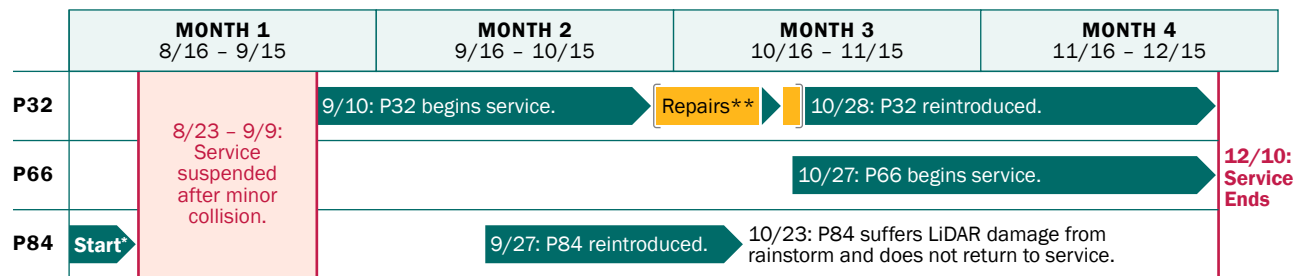 MONTH 1
8/16 – 9/15
MONTH 2
9/16 – 10/15
MONTH 3
10/16 – 11/15
MONTH 4
11/16 – 12/15
P32
9/10: P32 begins service.
Repairs**
10/28: P32 reintroduced.
8/23 – 9/9:
Service
suspended
after minor
collision.
P66
10/27: P66 begins service.
12/10:
Service
Ends
P84
Start*
9/27: P84 reintroduced.
10/23: P84 suffers LiDAR damage from
rainstorm and does not return to service.